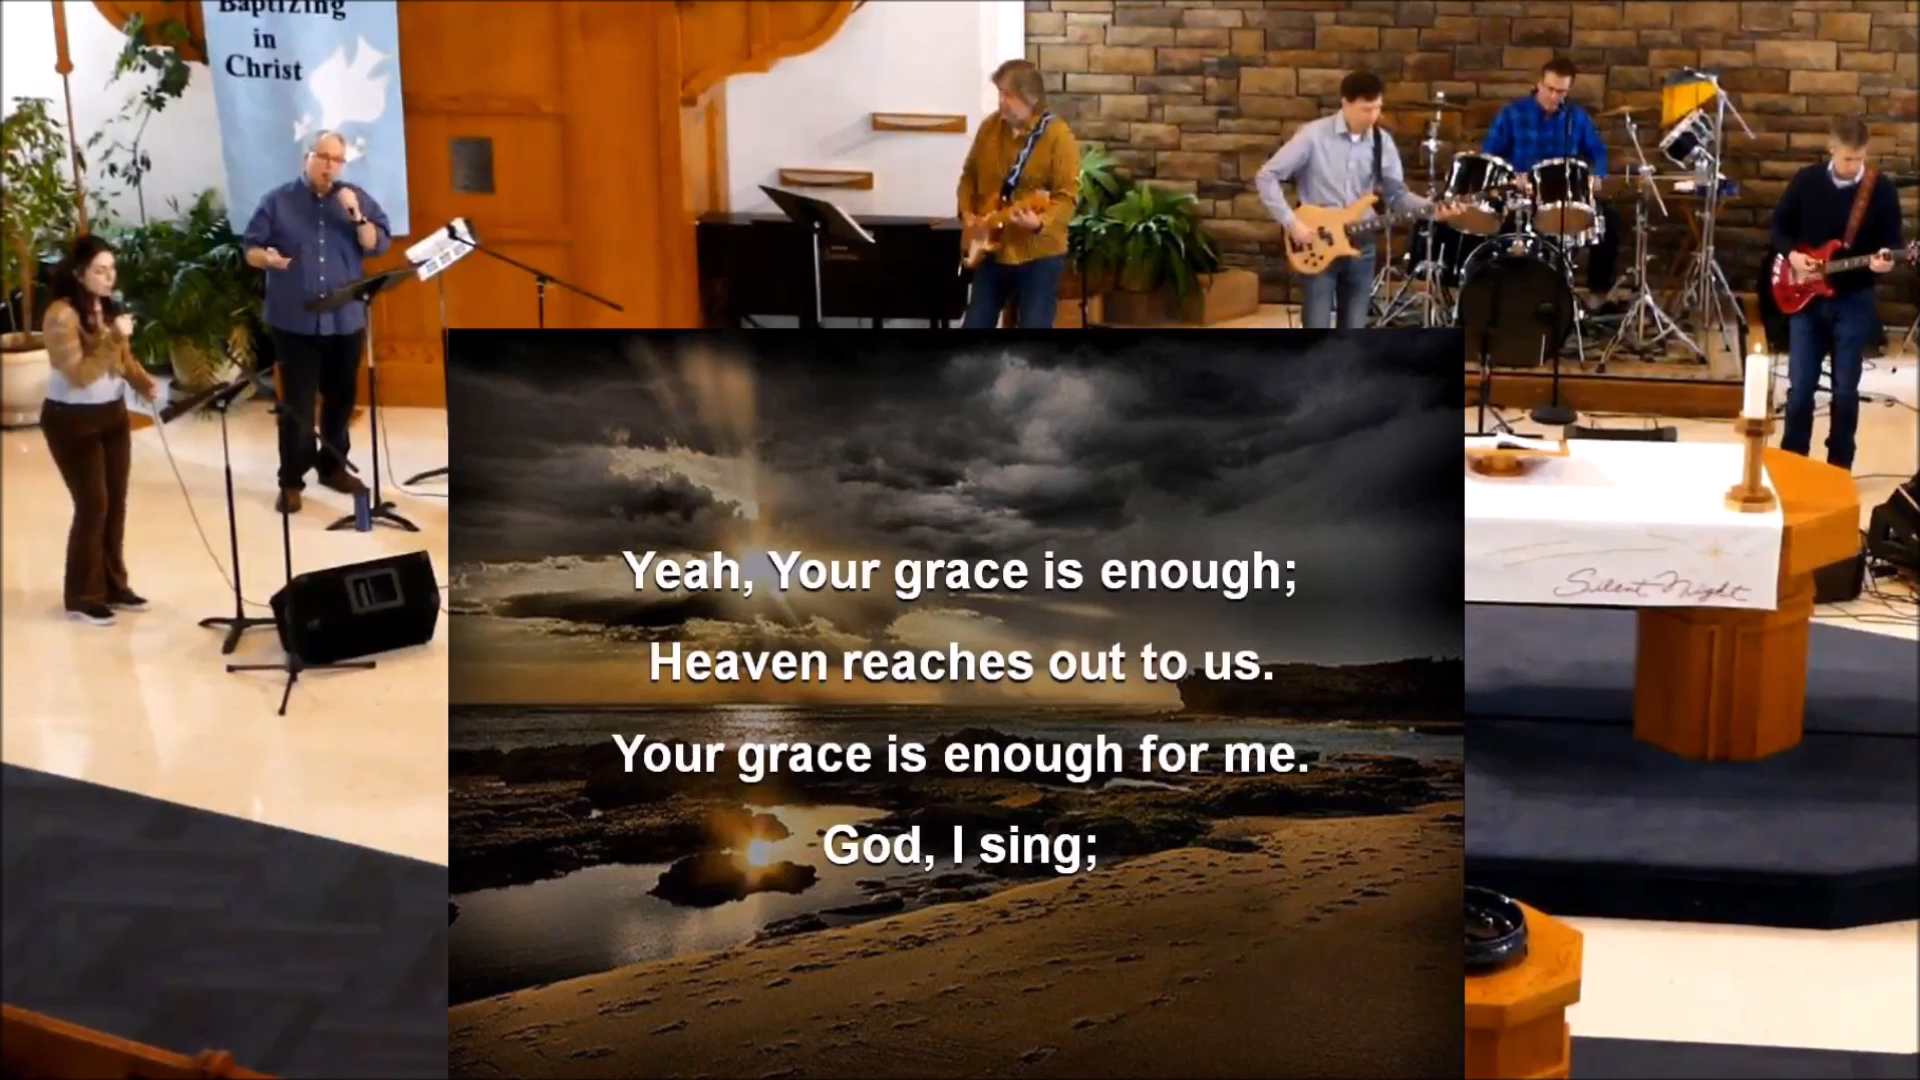 Baptizing
in
Christ
Yeah, Your grace is enough;
Heaven reaches out to us.
Your grace is enough for me.
God, I sing;
Silent Night